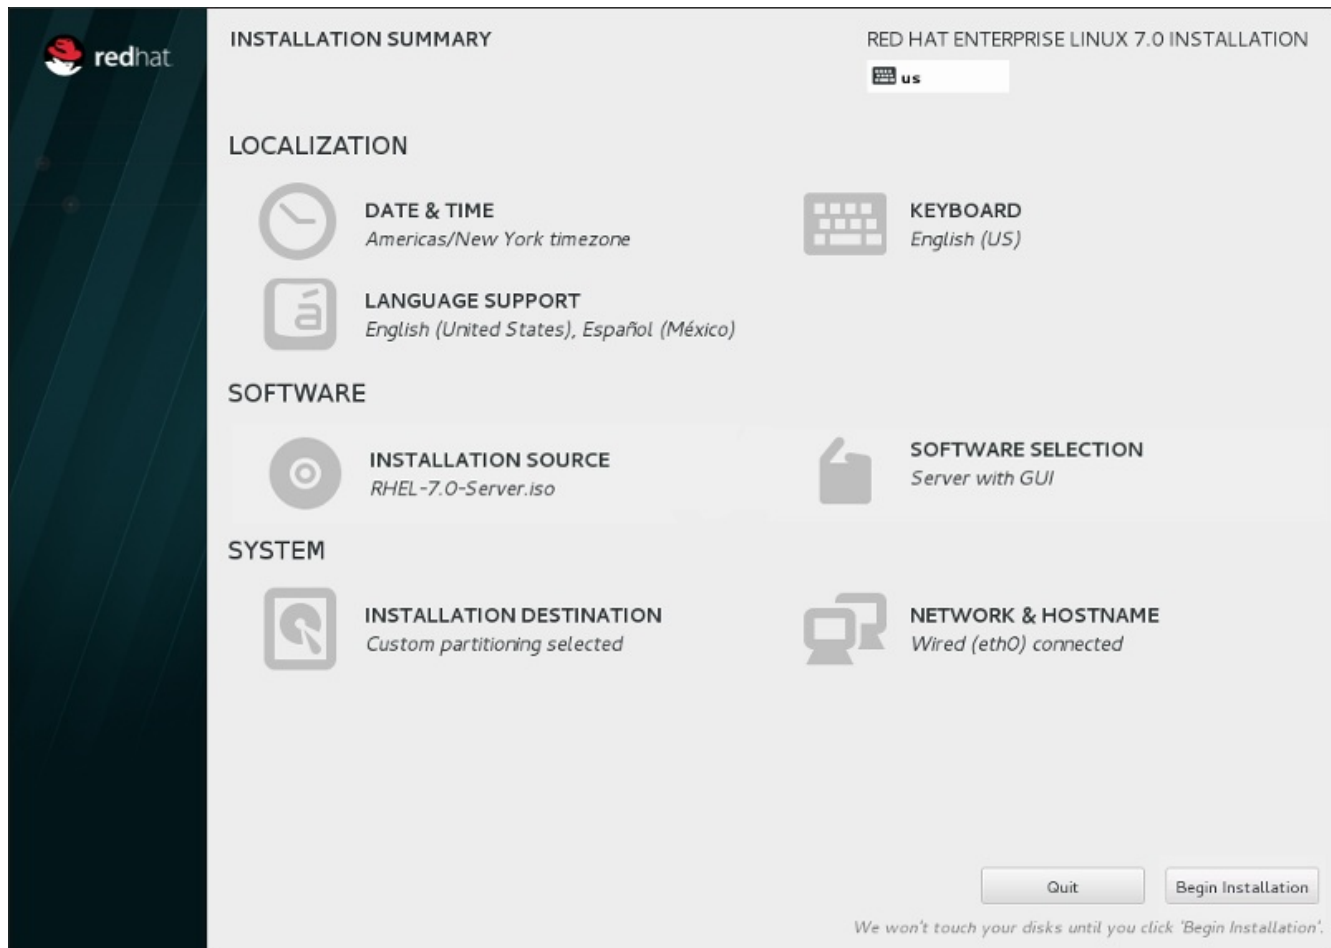 redhat
INSTALLATION SUMMARY
RED HAT ENTERPRISE LINUX 7.0 INSTALLATION
us
LOCALIZATION
DATE & TIME
Americas/New York timezone
KEYBOARD
English (US)
á
LANGUAGE SUPPORT
English (United States), Español (México)
SOFTWARE
INSTALLATION SOURCE
RHEL-7.0-Server.iso
SOFTWARE SELECTION
Server with GUI
SYSTEM
INSTALLATION DESTINATION
Custom partitioning selected
NETWORK & HOSTNAME
Wired (eth0) connected
Quit
Begin Installation
We won't touch your disks until you click 'Begin Installation'.